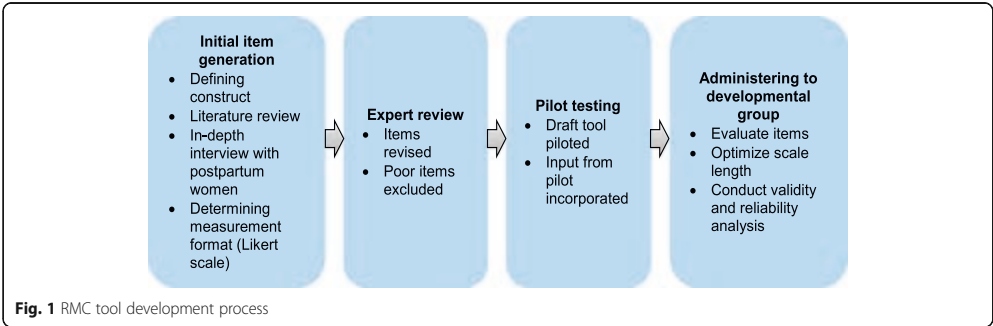 Initial item
generation
• Defining
construct
• Literature review
• In-depth
interview with
postpartum
women
• Determining
measurement
format (Likert
scale)
Expert review
• Items
revised
• Poor items
excluded
Pilot testing
• Draft tool
piloted
• Input from
pilot
incorporated
Administering to
developmental
group
• Evaluate items
• Optimize scale
length
• Conduct validity
and reliability
analysis
Fig. 1 RMC tool development process